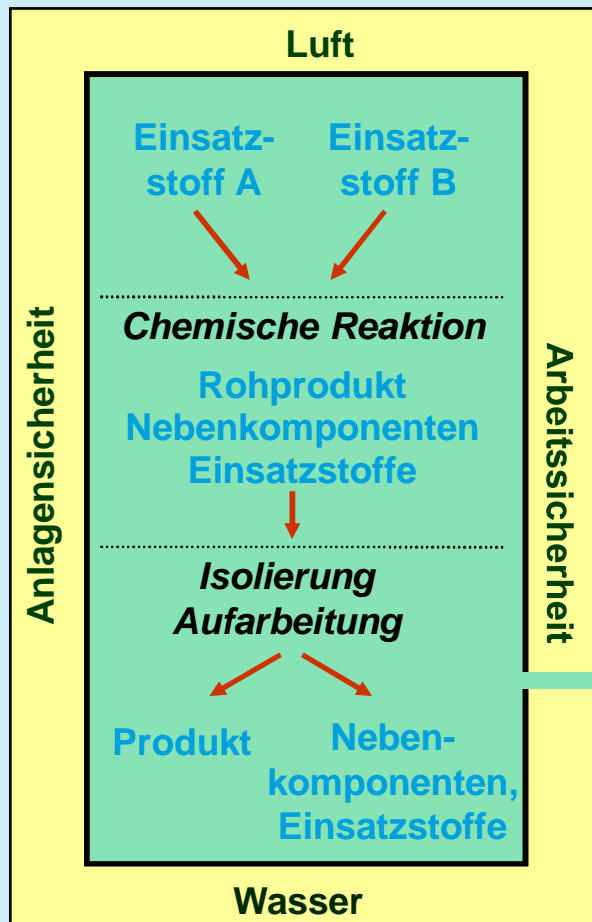 Luft
Einsatz-
stoff A
Einsatz-
stoff B
Chemische Reaktion
Rohprodukt
Nebenkomponenten
Einsatzstoffe
Anlagensicherheit
Arbeitssicherheit
Isolierung
Aufarbeitung
Produkt
Neben-
komponenten,
Einsatzstoffe
Wasser